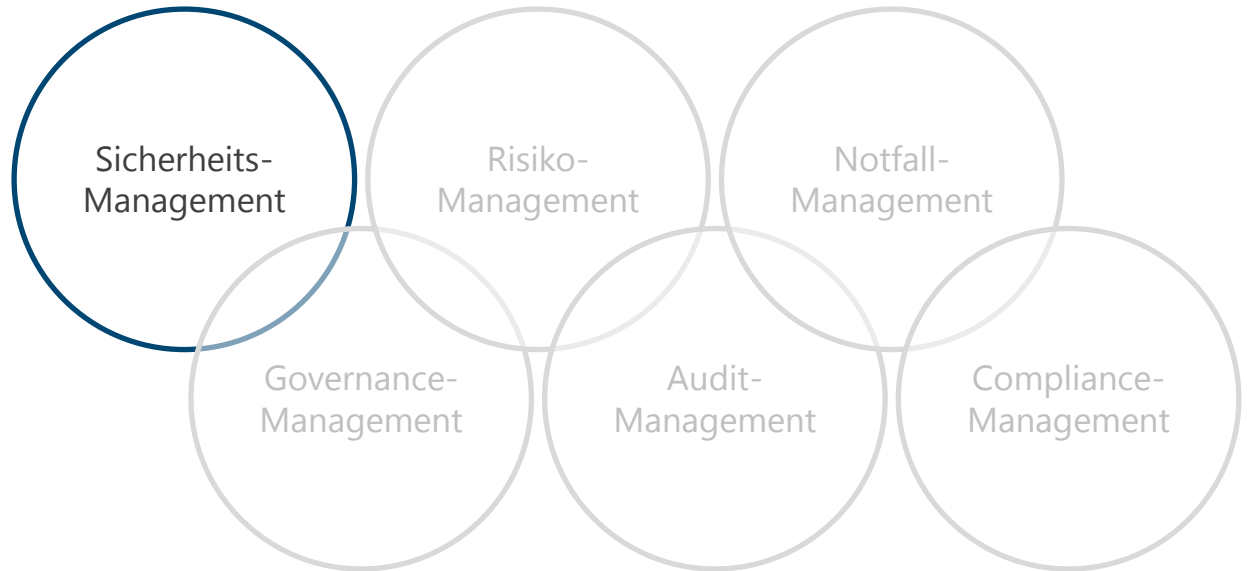 Sicherheits-
Management
Risiko-
Management
Notfall-
Management
Governance-
Management
Audit-
Management
Compliance-
Management